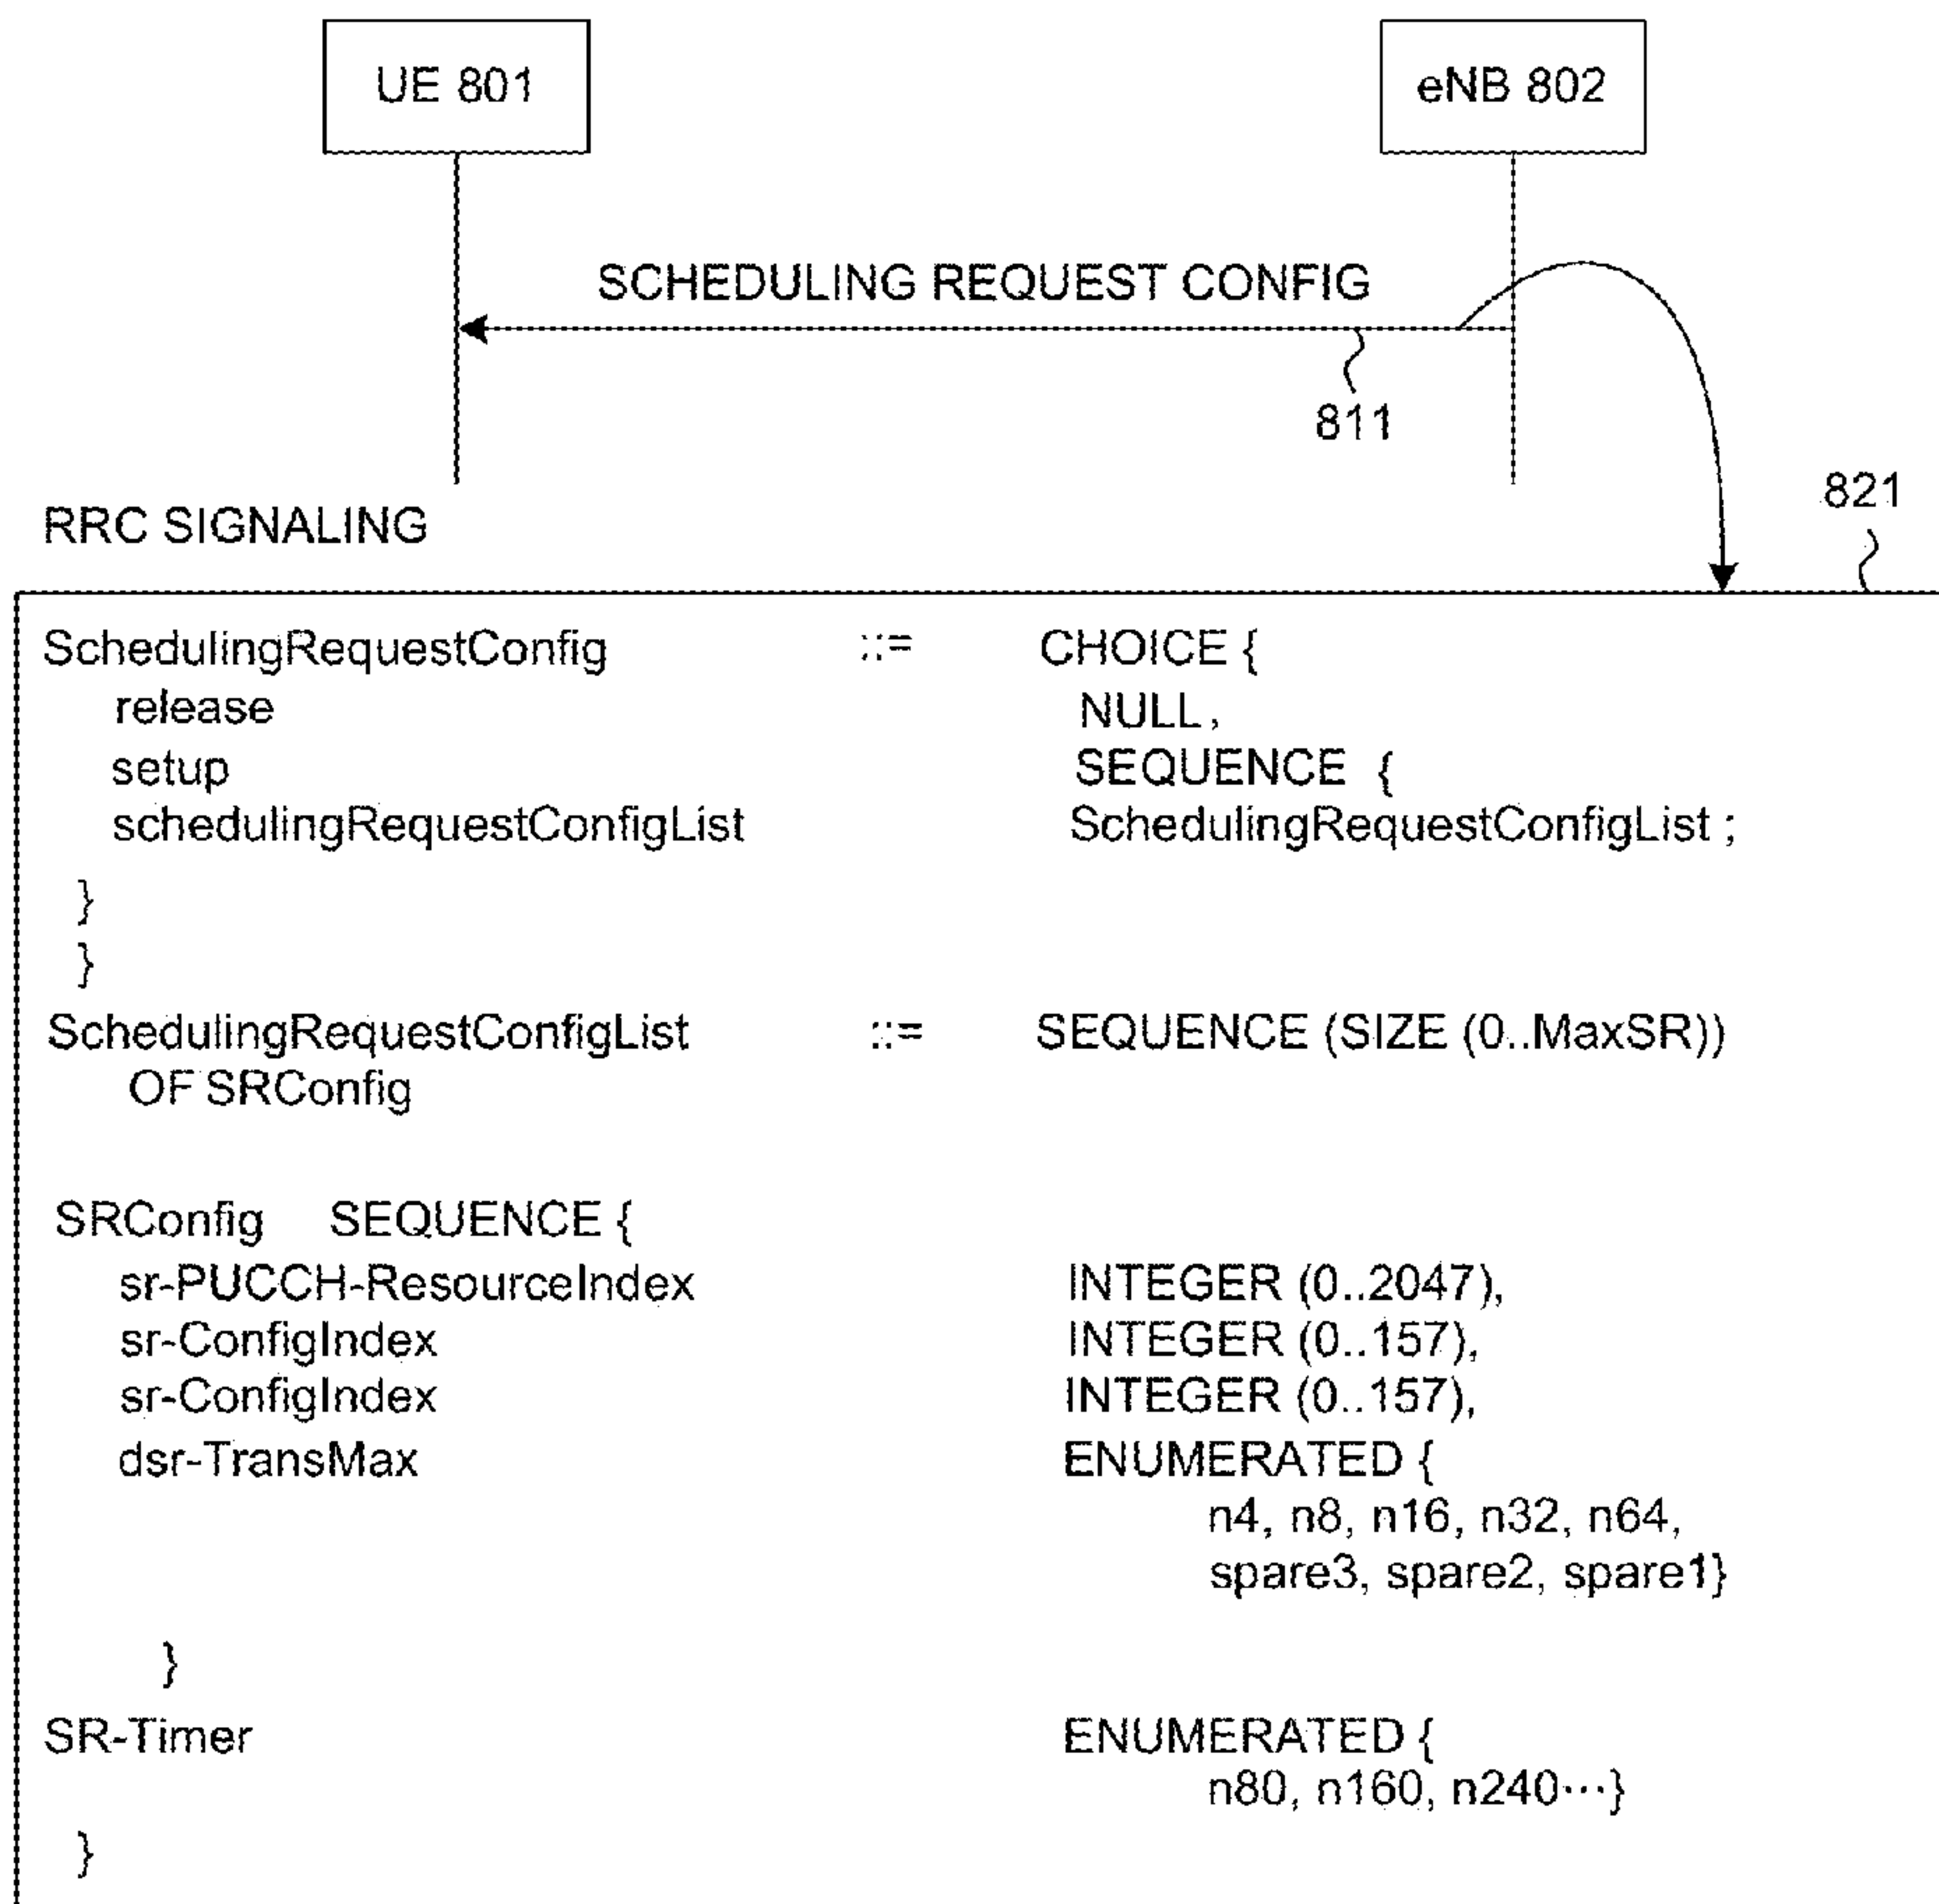 UE 801 eNB 802
SCHEDULING REQUEST CONFIG
811
821
RRC SIGNALING
SchedulingRequestConfig ::= CHOICE {
release NULL,
setup SEQUENCE {
schedulingRequestConfigList SchedulingRequestConfigList ;
}
}
SchedulingRequestConfigList ::= SEQUENCE (SIZE (0..MaxSR))
OF SRConfig
SRConfig SEQUENCE {
sr-PUCCH-ResourceIndex INTEGER (0..2047),
sr-ConfigIndex INTEGER (0..157),
sr-ConfigIndex INTEGER (0..157),
dsr-TransMax ENUMERATED {
n4, n8, n16, n32, n64,
spare3, spare2, spare1}
}
SR-Timer ENUMERATED {
n80, n160, n240···}
}